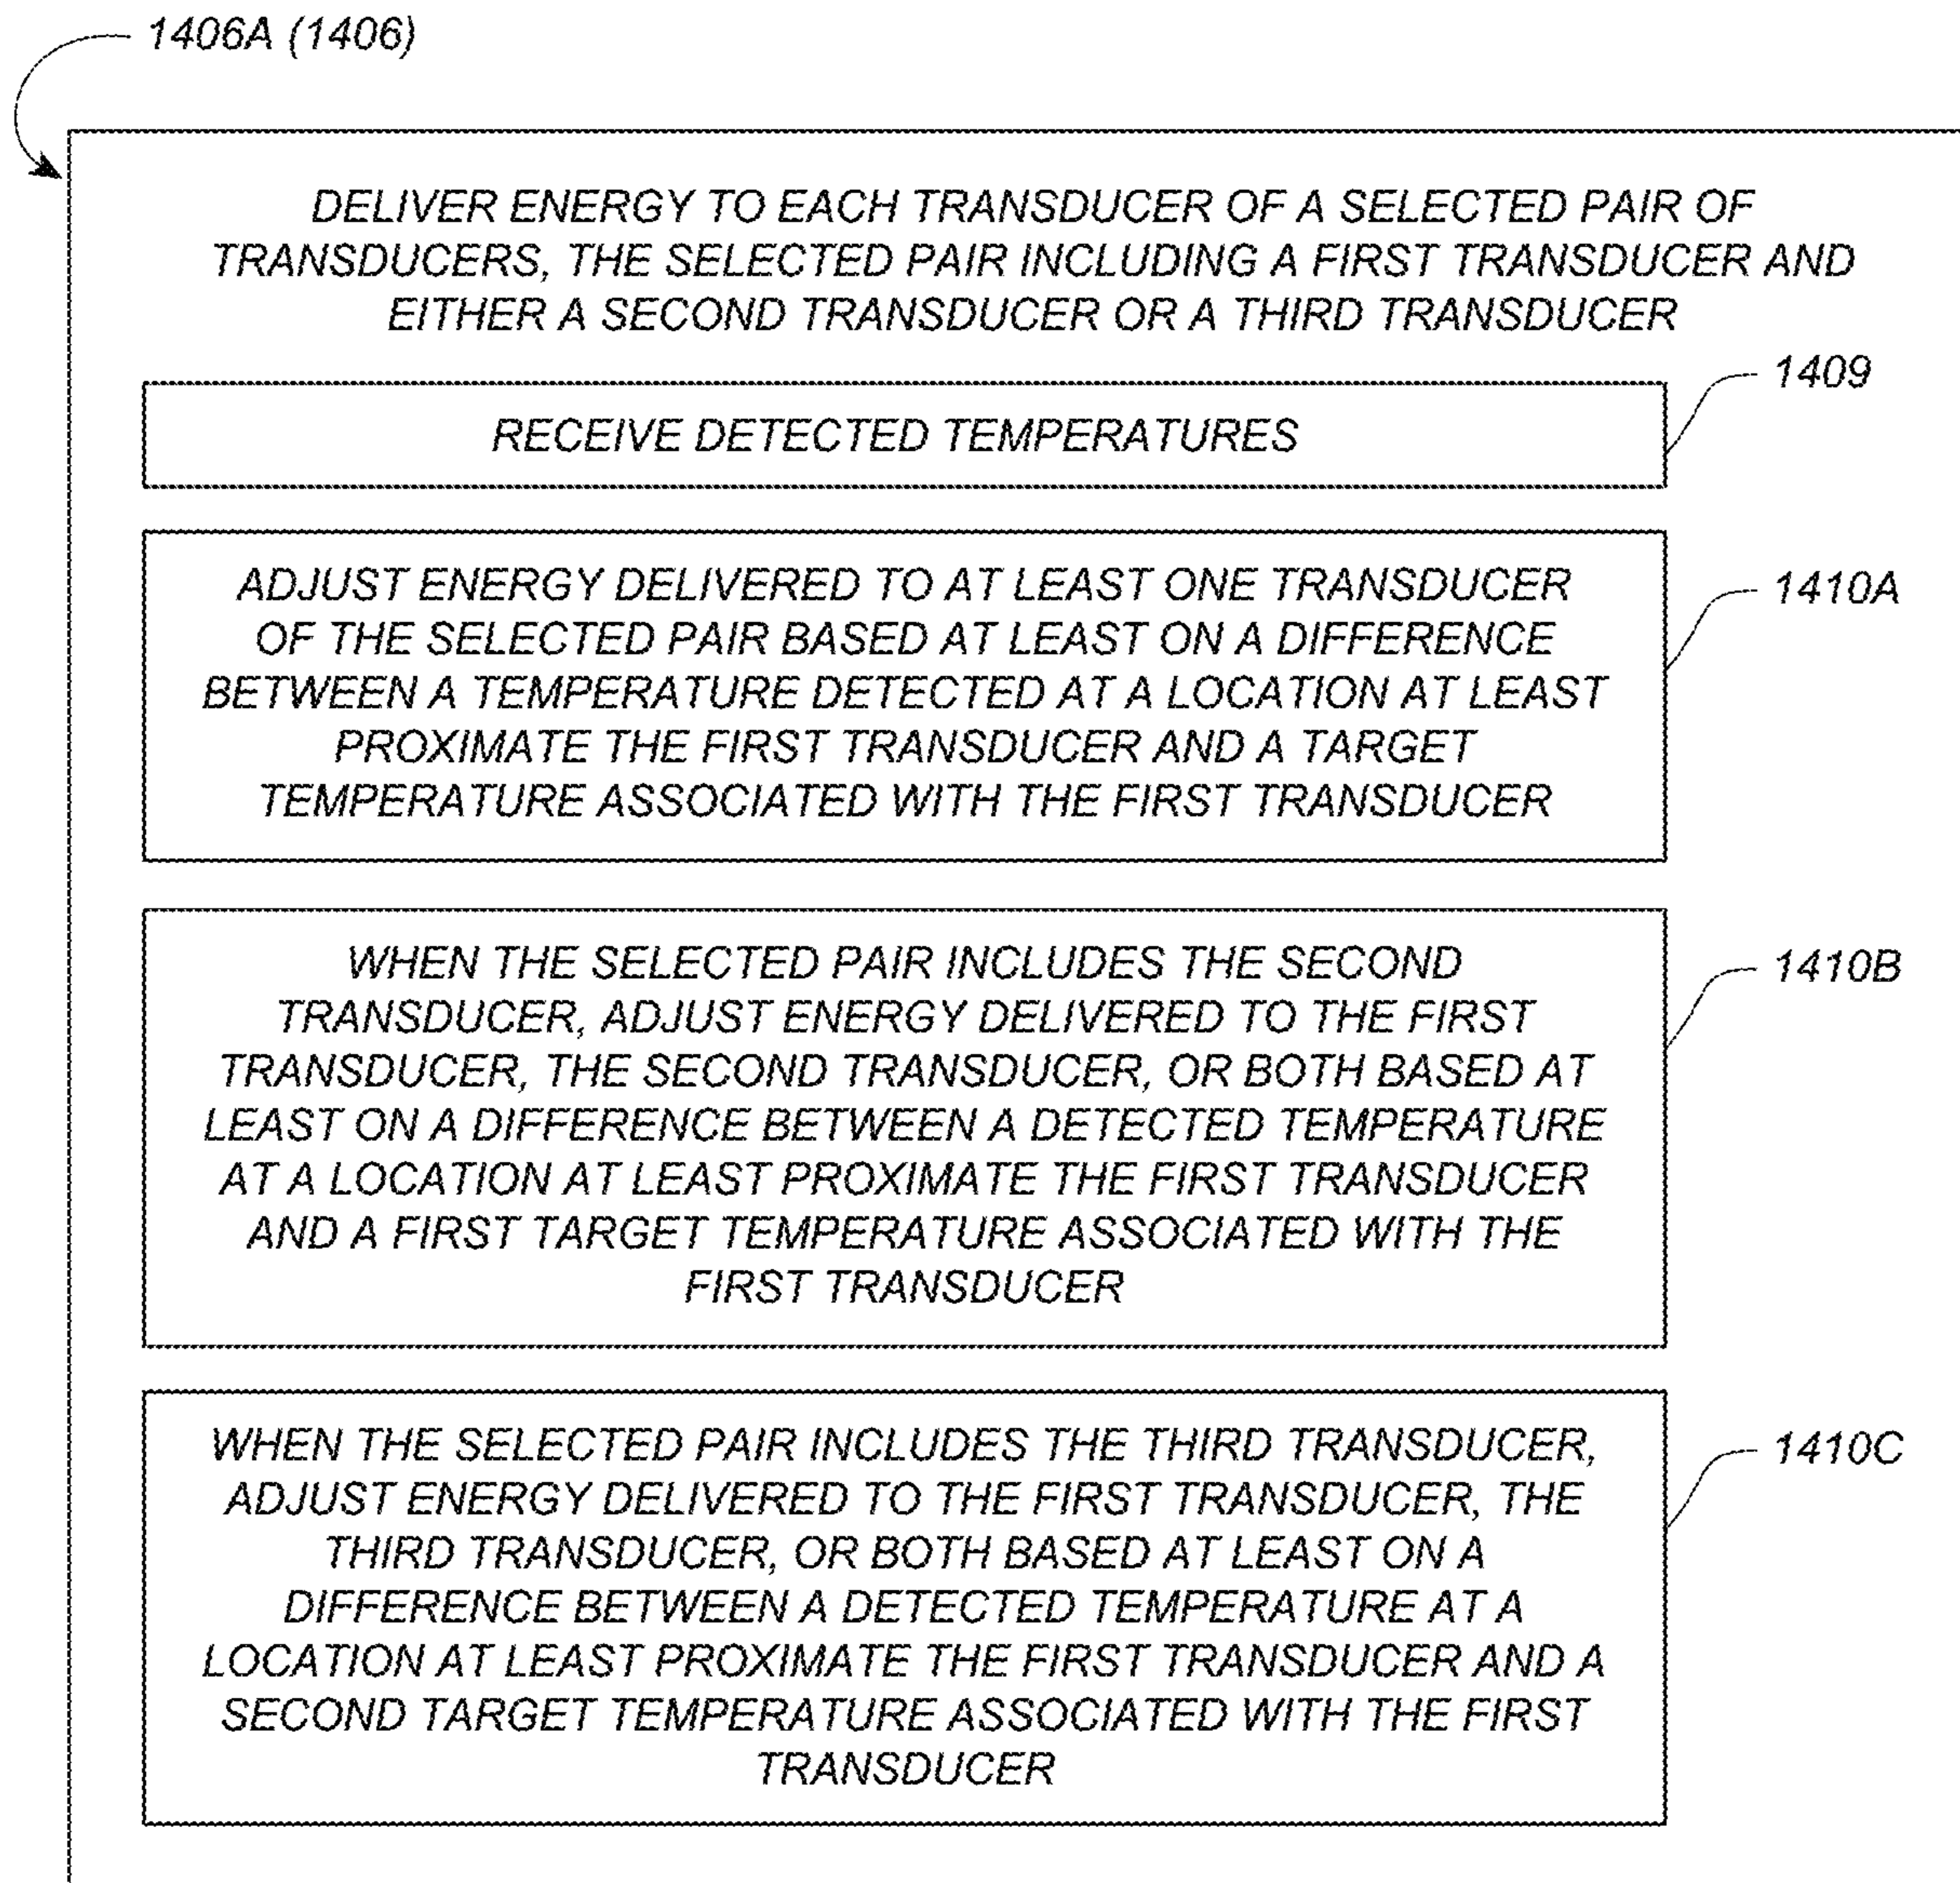 1406A (1406)
DELIVER ENERGY TO EACH TRANSDUCER OF A SELECTED PAIR OF
TRANSDUCERS, THE SELECTED PAIR INCLUDING A FIRST TRANSDUCER AND
EITHER A SECOND TRANSDUCER OR A THIRD TRANSDUCER
1409
RECEIVE DETECTED TEMPERATURES
1410A
ADJUST ENERGY DELIVERED TO AT LEAST ONE TRANSDUCER
OF THE SELECTED PAIR BASED AT LEAST ON A DIFFERENCE
BETWEEN A TEMPERATURE DETECTED AT A LOCATION AT LEAST
PROXIMATE THE FIRST TRANSDUCER AND A TARGET
TEMPERATURE ASSOCIATED WITH THE FIRST TRANSDUCER
1410B
WHEN THE SELECTED PAIR INCLUDES THE SECOND
TRANSDUCER, ADJUST ENERGY DELIVERED TO THE FIRST
TRANSDUCER, THE SECOND TRANSDUCER, OR BOTH BASED AT
LEAST ON A DIFFERENCE BETWEEN A DETECTED TEMPERATURE
AT A LOCATION AT LEAST PROXIMATE THE FIRST TRANSDUCER
AND A FIRST TARGET TEMPERATURE ASSOCIATED WITH THE
FIRST TRANSDUCER
1410C
WHEN THE SELECTED PAIR INCLUDES THE THIRD TRANSDUCER,
ADJUST ENERGY DELIVERED TO THE FIRST TRANSDUCER, THE
THIRD TRANSDUCER, OR BOTH BASED AT LEAST ON A
DIFFERENCE BETWEEN A DETECTED TEMPERATURE AT A
LOCATION AT LEAST PROXIMATE THE FIRST TRANSDUCER AND A
SECOND TARGET TEMPERATURE ASSOCIATED WITH THE FIRST
TRANSDUCER